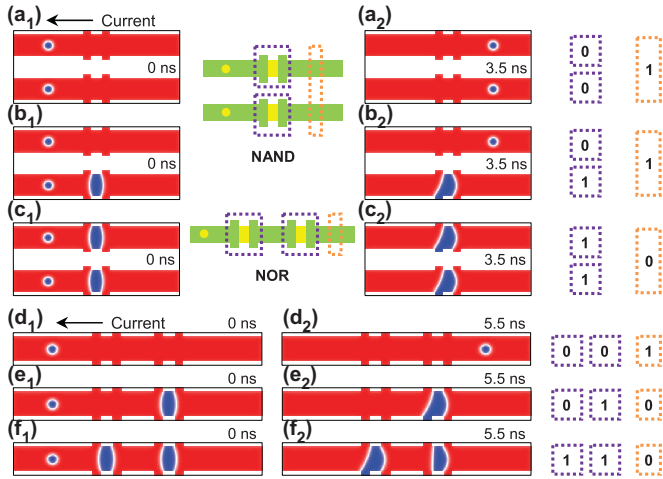 (a1) Current
0 ns
(a2)
3.5 ns
0
0
1
(b1)
0 ns
NAND
(b2)
3.5 ns
0
1
1
(c1)
0 ns
NOR
(c2)
3.5 ns
1
1
0
(d1) Current 0 ns
(d2) 5.5 ns
0 0 1
(e1) 0 ns
(e2) 5.5 ns
0 1 0
(f1) 0 ns
(f2) 5.5 ns
1 1 0